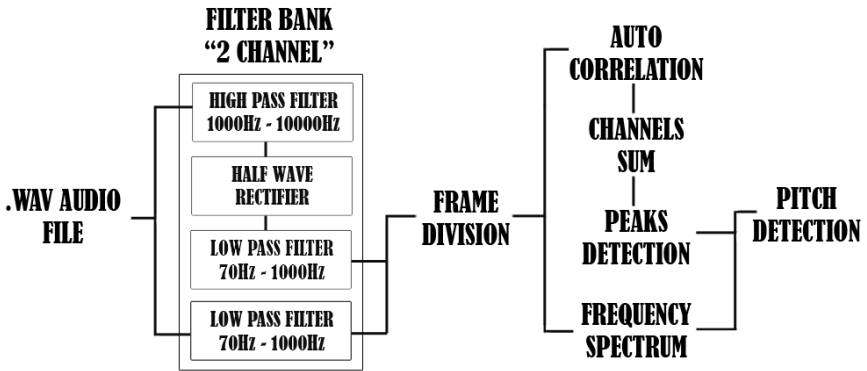 FILTER BANK
“2 CHANNEL”
HIGH PASS FILTER
1000Hz - 10000Hz
HALF WAVE
RECTIFIER
LOW PASS FILTER
70Hz - 1000Hz
LOW PASS FILTER
70Hz - 1000Hz
.WAV AUDIO
FILE
FRAME
DIVISION
AUTO
CORRELATION
CHANNELS
SUM
PEAKS
DETECTION
FREQUENCY
SPECTRUM
PITCH
DETECTION